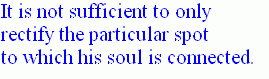 It is not sufficient to only
rectify the particular spot
to which his soul is connected.